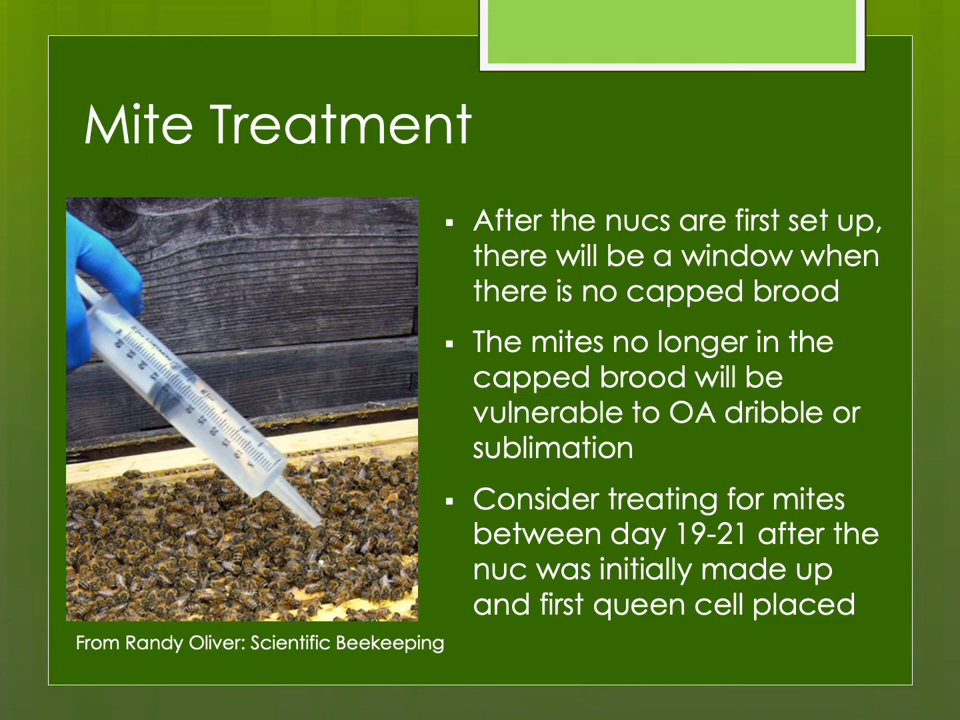 Mite Treatment
▪ After the nucs are first set up,
there will be a window when
there is no capped brood
▪ The mites no longer in the
capped brood will be
vulnerable to OA dribble or
sublimation
▪ Consider treating for mites
between day 19-21 after the
nuc was initially made up
and first queen cell placed
From Randy Oliver: Scientific Beekeeping